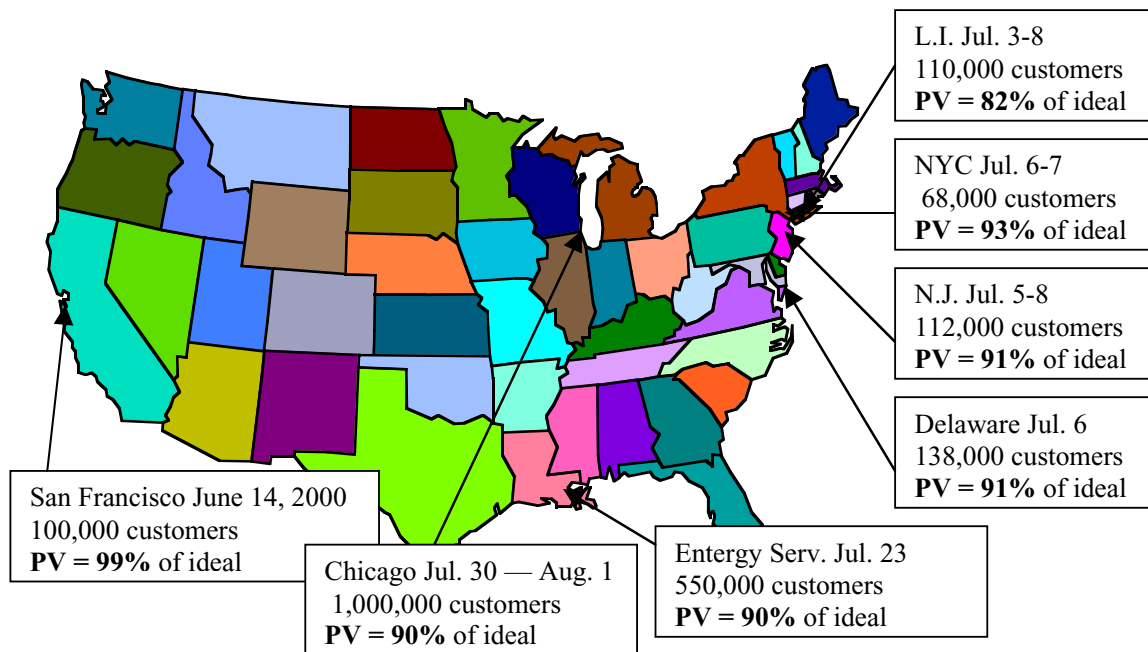 L.I. Jul. 3-8
110,000 customers
PV = 82% of ideal
NYC Jul. 6-7
68,000 customers
PV = 93% of ideal
N.J. Jul. 5-8
112,000 customers
PV = 91% of ideal
Delaware Jul. 6
138,000 customers
PV = 91% of ideal
San Francisco June 14, 2000
100,000 customers
PV = 99% of ideal
Chicago Jul. 30 — Aug. 1
1,000,000 customers
PV = 90% of ideal
Entergy Serv. Jul. 23
550,000 customers
PV = 90% of ideal